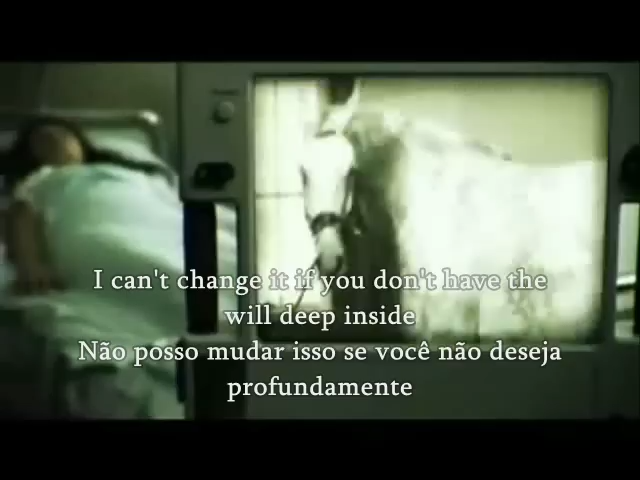 I can't change it if you don't have the
will deep inside
Não posso mudar isso se você não deseja
profundamente